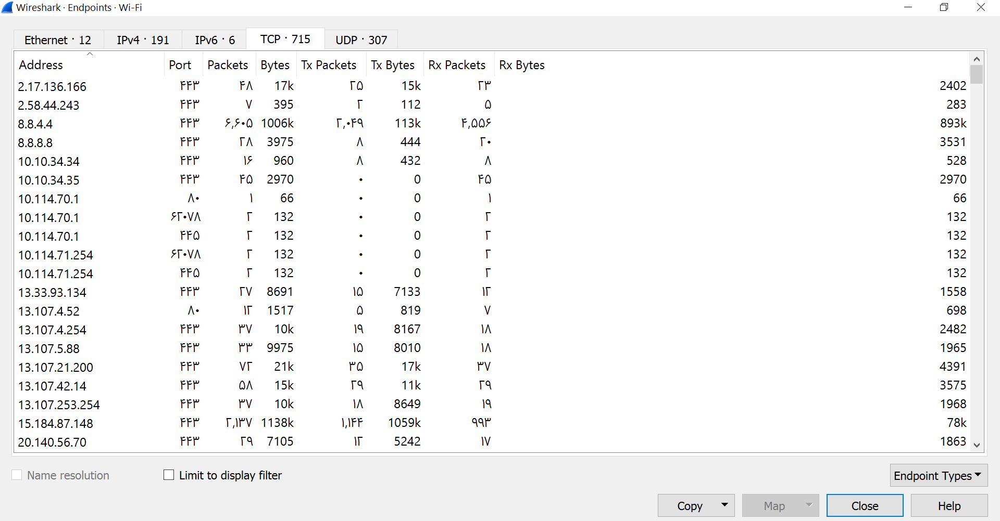 Wireshark · Endpoints · Wi-Fi
Ethernet · 12 IPv4 · 191 IPv6 · 6 TCP · 715 UDP · 307
Address Port Packets Bytes Tx Packets Tx Bytes Rx Packets Rx Bytes
2.17.136.166 ۴۴۳ ۴۸ 17k ۲۵ 15k ۲۳ 2402
2.58.44.243 ۴۴۳ ۷ 395 ۲ 112 ۵ 283
8.8.4.4 ۴۴۳ ۶,۶۰۵ 1006k ۲,۰۴۹ 113k ۴,۵۵۶ 893k
8.8.8.8 ۴۴۳ ۲۸ 3975 ۸ 444 ۲۰ 3531
10.10.34.34 ۴۴۳ ۱۶ 960 ۸ 432 ۸ 528
10.10.34.35 ۴۴۳ ۴۵ 2970 ۰ 0 ۴۵ 2970
10.114.70.1 ۸۰ ۱ 66 ۰ 0 ۱ 66
10.114.70.1 ۶۲۰۷۸ ۲ 132 ۰ 0 ۲ 132
10.114.70.1 ۴۴۵ ۲ 132 ۰ 0 ۲ 132
10.114.71.254 ۶۲۰۷۸ ۲ 132 ۰ 0 ۲ 132
10.114.71.254 ۴۴۵ ۲ 132 ۰ 0 ۲ 132
13.33.93.134 ۴۴۳ ۲۷ 8691 ۱۵ 7133 ۱۲ 1558
13.107.4.52 ۸۰ ۱۲ 1517 ۵ 819 ۷ 698
13.107.4.254 ۴۴۳ ۳۷ 10k ۱۹ 8167 ۱۸ 2482
13.107.5.88 ۴۴۳ ۳۳ 9975 ۱۵ 8010 ۱۸ 1965
13.107.21.200 ۴۴۳ ۷۲ 21k ۳۵ 17k ۳۷ 4391
13.107.42.14 ۴۴۳ ۵۸ 15k ۲۹ 11k ۲۹ 3575
13.107.253.254 ۴۴۳ ۳۷ 10k ۱۸ 8649 ۱۹ 1968
15.184.87.148 ۴۴۳ ۲,۱۳۷ 1138k ۱,۱۴۴ 1059k ۹۹۳ 78k
20.140.56.70 ۴۴۳ ۲۹ 7105 ۱۲ 5242 ۱۷ 1863
Name resolution Limit to display filter Endpoint Types
Copy Map Close Help